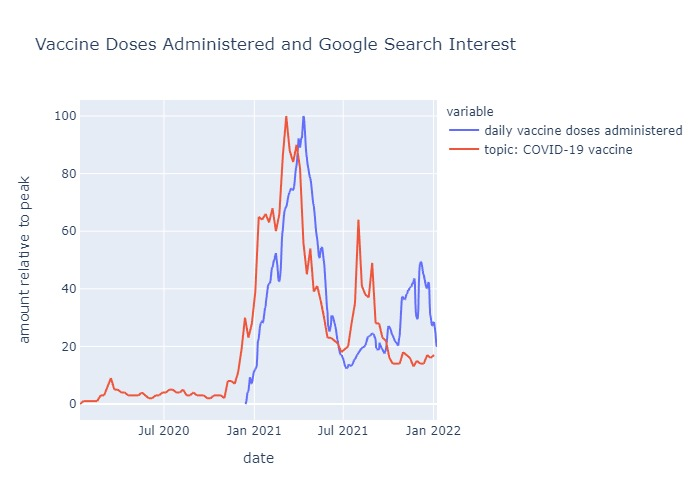 Vaccine Doses Administered and Google Search Interest
variable
daily vaccine doses administered
topic: COVID-19 vaccine
amount relative to peak
100
80
60
40
20
0
Jul 2020 Jan 2021 Jul 2021 Jan 2022
date